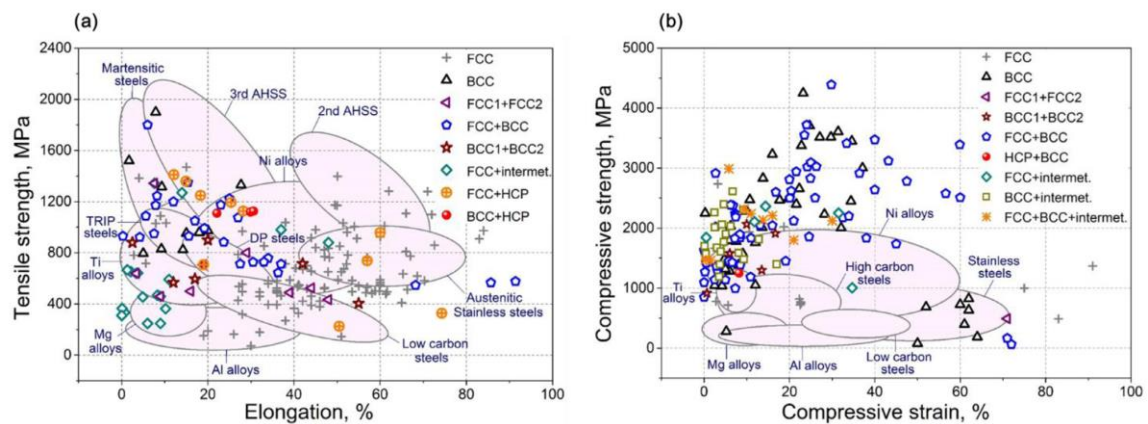 (a)
2400
2000
1600
1200
800
400
0
Tensile strength, MPa
0
20
40
60
80
100
Elongation, %
Martensitic
steels
3rd AHSS
2nd AHSS
Ni alloys
TRIP
steels
DP steels
Ti
alloys
Mg
alloys
Al alloys
Low carbon
steels
Austenitic
Stainless steels
FCC
BCC
FCC1+FCC2
FCC+BCC
BCC1+BCC2
FCC+internet.
FCC+HCP
BCC+HCP
(b)
5000
4000
3000
2000
1000
0
Compressive strength, MPa
0
20
40
60
80
100
Compressive strain, %
Ni alloys
High carbon
steels
Stainless
steels
Ti
alloys
Mg alloys
Al alloys
Low carbon
steels
FCC
BCC
FCC1+FCC2
BCC1+BCC2
FCC+BCC
HCP+BCC
FCC+internet.
BCC+internet.
FCC+BCC+internet.